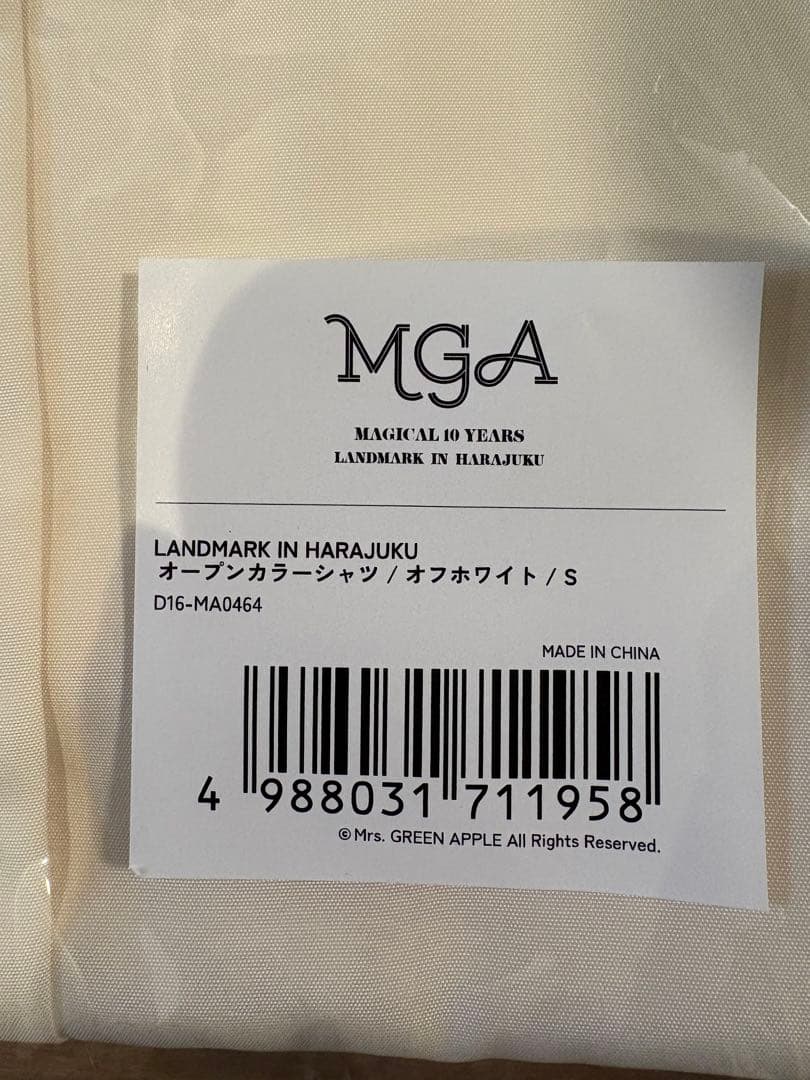 MGA
MAGICAL 10 YEARS
LANDMARK IN HARAJUKU
LANDMARK IN HARAJUKU
オープンカラーシャツ / オフホワイト / S
D16-MA0464
MADE IN CHINA
4 988031 711958
©Mrs. GREEN APPLE All Rights Reserved.